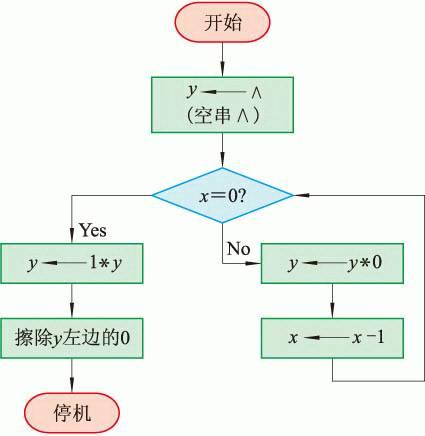 开始
y ← ∧
(空串∧)
x=0?
Yes
No
y ← 1*y
y ← y*0
擦除y左边的0
x ← x-1
停机